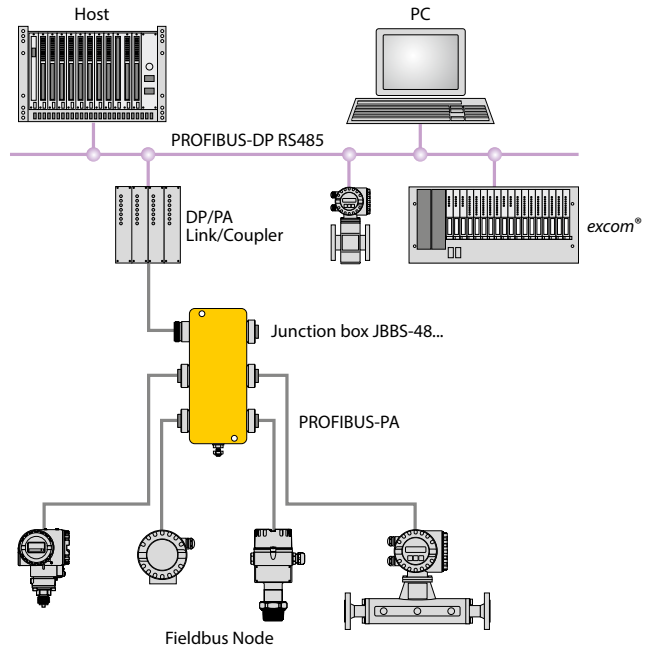 Host
PC
PROFIBUS-DP RS485
DP/PA
Link/Coupler
excom®
Junction box JBBS-48...
PROFIBUS-PA
Fieldbus Node